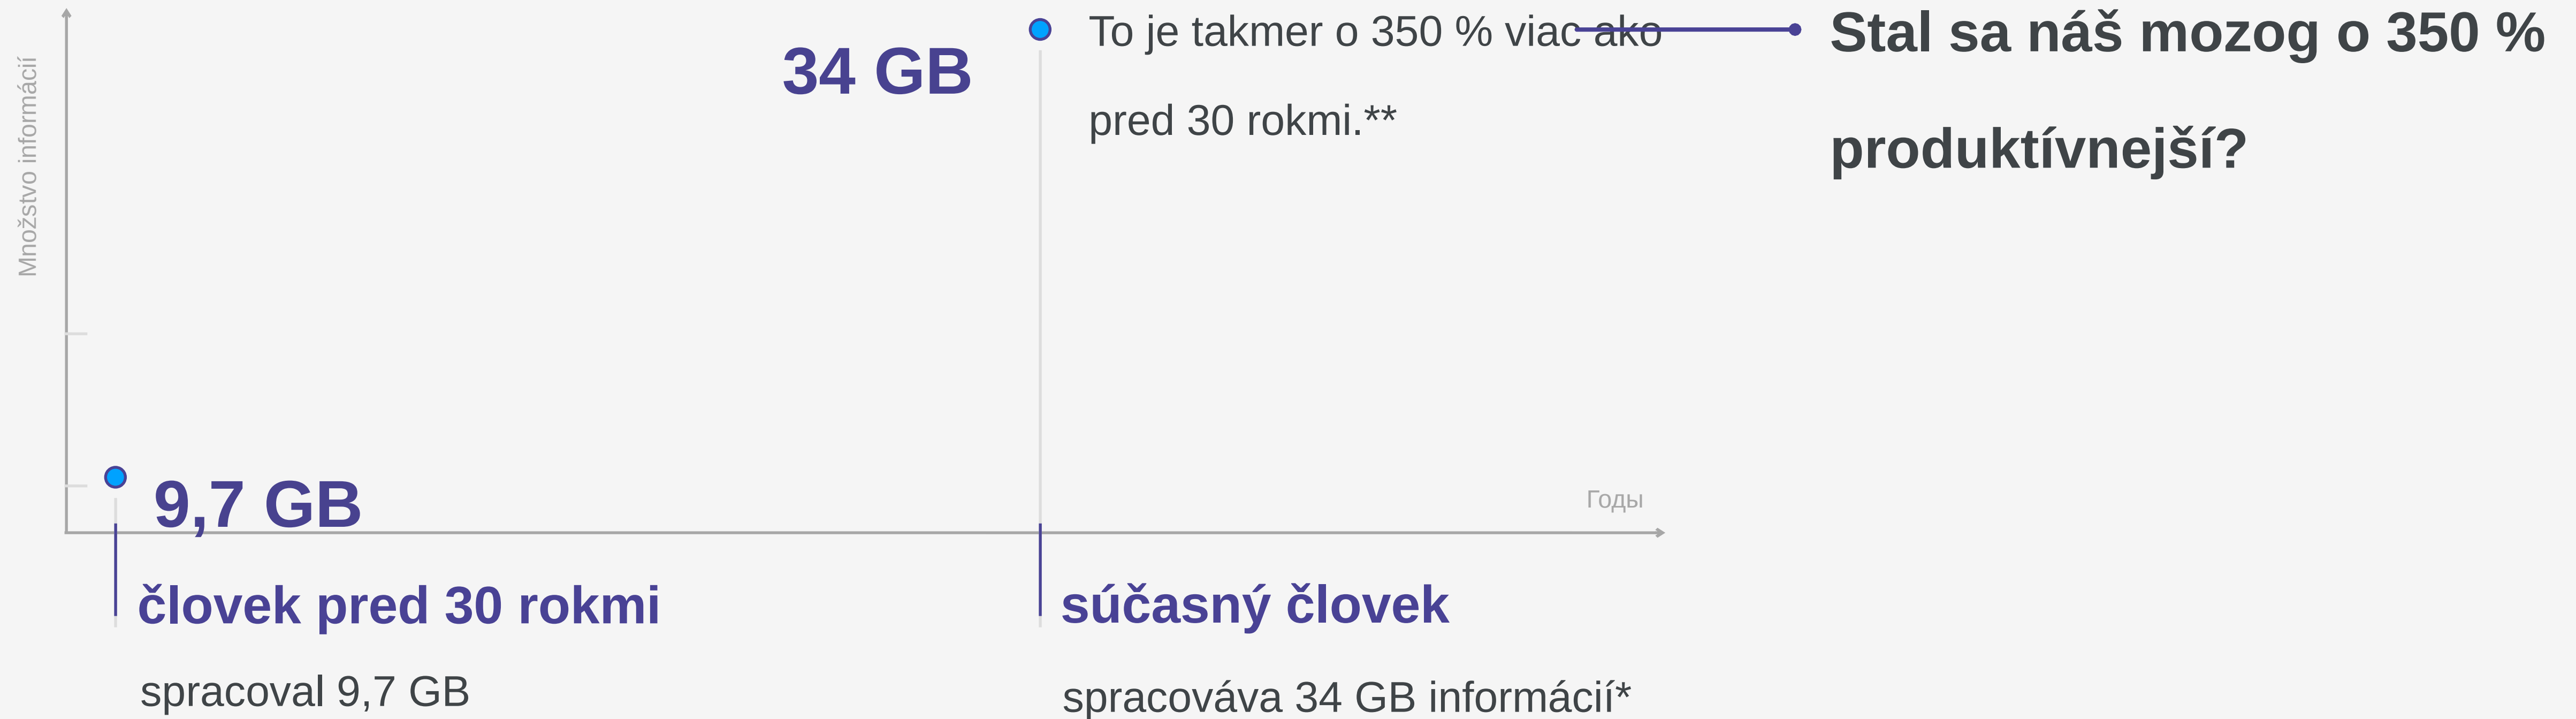 Množstvo informácií
34 GB
To je takmer o 350 % viac ako
pred 30 rokmi.**
Stal sa náš mozog o 350 %
produktívnejší?
9,7 GB
Годы
človek pred 30 rokmi
spracoval 9,7 GB
súčasný človek
spracováva 34 GB informácií*